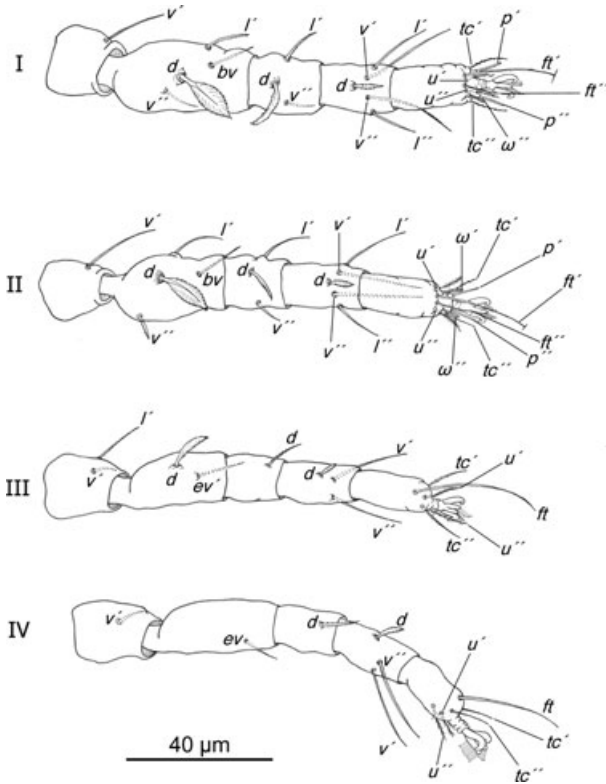 v´ l´ l´ v´ l´ tc´ p´
I d bv d d u´ ft´
v´´ v´´ u´´ ft´´
v´´ l´´ tc´´ ω´´ p´´
v´ l´ l´ v´ l´ u´ ω´ tc´ p´
II d bv d d ft´
v´´ v´´ v´´ l´´ u´´ ω´´ tc´´ p´´ ft´´
l´ d v´ tc´ u´
III v´ d ev´ d ft
v´´ tc´´ u´´
IV v´ d d
ev v´´ u´ ft
v´ u´´ tc´´ tc´
40 µm